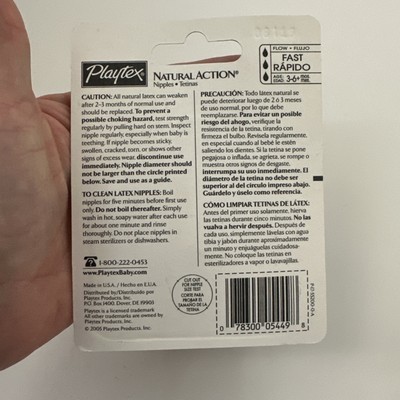 Playtex®
NATURALACTION®
Nipples • Tetinas
FLOW • FLUJO
FAST
RÁPIDO
AGE: EDAD: 3-6+ mos. mes.
CAUTION: All natural latex can weaken
after 2-3 months of normal use and
should be replaced. To prevent a
possible choking hazard, test strength
regularly by pulling hard on stem. Inspect
nipple regularly, especially when baby is
teething. If nipple becomes sticky,
swollen, cracked, torn, or shows other
signs of excess wear, discontinue use
immediately. Nipple diameter should
not be larger than the circle printed
below. Save and use as a guide.
TO CLEAN LATEX NIPPLES: Boil
nipples for five minutes before first use
only. Do not boil thereafter. Simply
wash in hot, soapy water after each use
for about one minute and rinse
thoroughly. Do not place nipples in
steam sterilizers or dishwashers.
PRECAUCIÓN: Todo látex natural se
puede deteriorar luego de 2 ó 3 meses
de uso normal, por lo que debe
reemplazarse. Para evitar un posible
riesgo del ahogo, verifique la
resistencia de la tetina, tirando con
firmeza el bulbo. Revísela regularmente,
en especial cuando al bebé le estén
saliendo los dientes. Si la tetina se pone
pegajosa o inflada, se agrieta, se rompe o
muestra otros signos de desgaste,
interrumpa su uso inmediamente. El
diámetro de la tetina no debe ser
superior al del círculo impreso abajo.
Guárdelo y úselo como referencia.
CÓMO LIMPIAR TETINAS DE LÁTEX:
Antes del primer uso solamente, hierva
las tetinas durante cinco minutos. No las
vuelva a hervir después. Después de
cada uso, simplemente lávelas con agua
tibia y jabón durante aproximadamente
un minuto y enjuáguelas cuidadosamente.
No coloque las tetinas en
esterilizadores a vapor o lavavajillas.
1-800-222-0453
www.PlaytexBaby.com
Made in U.S.A. / Hecho en E.U.A.
Distributed by/Distribuido por
Playtex Products, Inc.
P.O. Box 1400, Dover, DE 19901
Playtex is a licensed trademark
All other trademark are owned by
Playtex Products, Inc.
© 2005 Playtex Products, Inc.
CUT OUT
FOR NIPPLE
SIZE TEST
CORTE PARA
PROBAR EL
TAMAÑO DE LA
TETINA
0 78300 05449 8